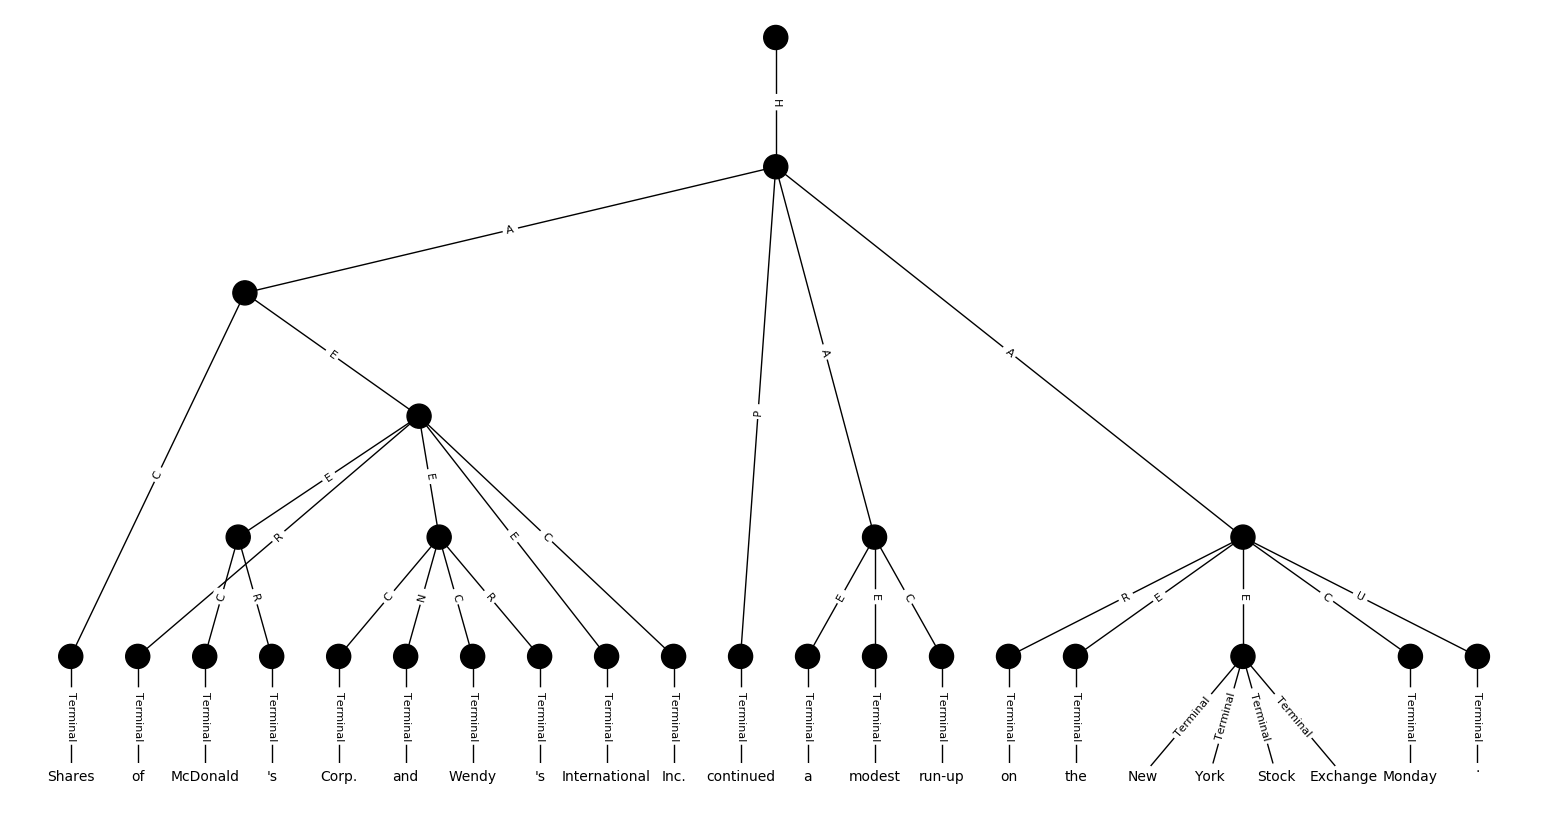 H
A
E
A
A
P
C
E
E
R
E
C
C
R
C
N
C
R
E
E
C
R
E
E
C
U
Terminal Terminal Terminal Terminal Terminal Terminal Terminal Terminal Terminal Terminal Terminal Terminal Terminal Terminal Terminal Terminal Terminal Terminal Terminal Terminal Terminal Terminal
Shares of McDonald 's Corp. and Wendy 's International Inc. continued a modest run-up on the New York Stock Exchange Monday .